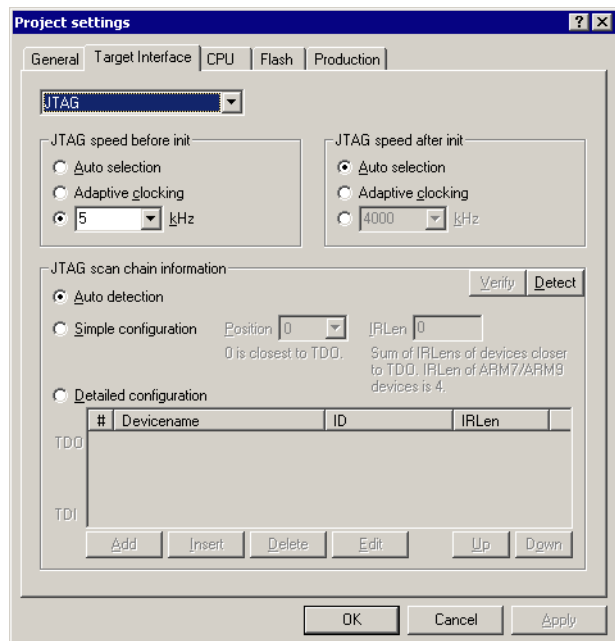 Project settings
General Target Interface CPU Flash Production
JTAG
JTAG speed before init
Auto selection
Adaptive clocking
5 kHz
JTAG speed after init
Auto selection
Adaptive clocking
4000 kHz
JTAG scan chain information
Verify Detect
Auto detection
Simple configuration Position 0 IRLen 0
0 is closest to TDO.
Sum of IRLens of devices closer
to TDO. IRLen of ARM7/ARM9
devices is 4.
Detailed configuration
# Devicename ID IRLen
TDO
TDI
Add Insert Delete Edit Up Down
OK Cancel Apply